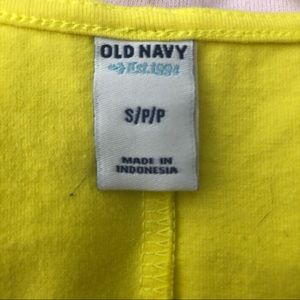 OLD NAVY
Est.1994
S/P/P
MADE IN
INDONESIA